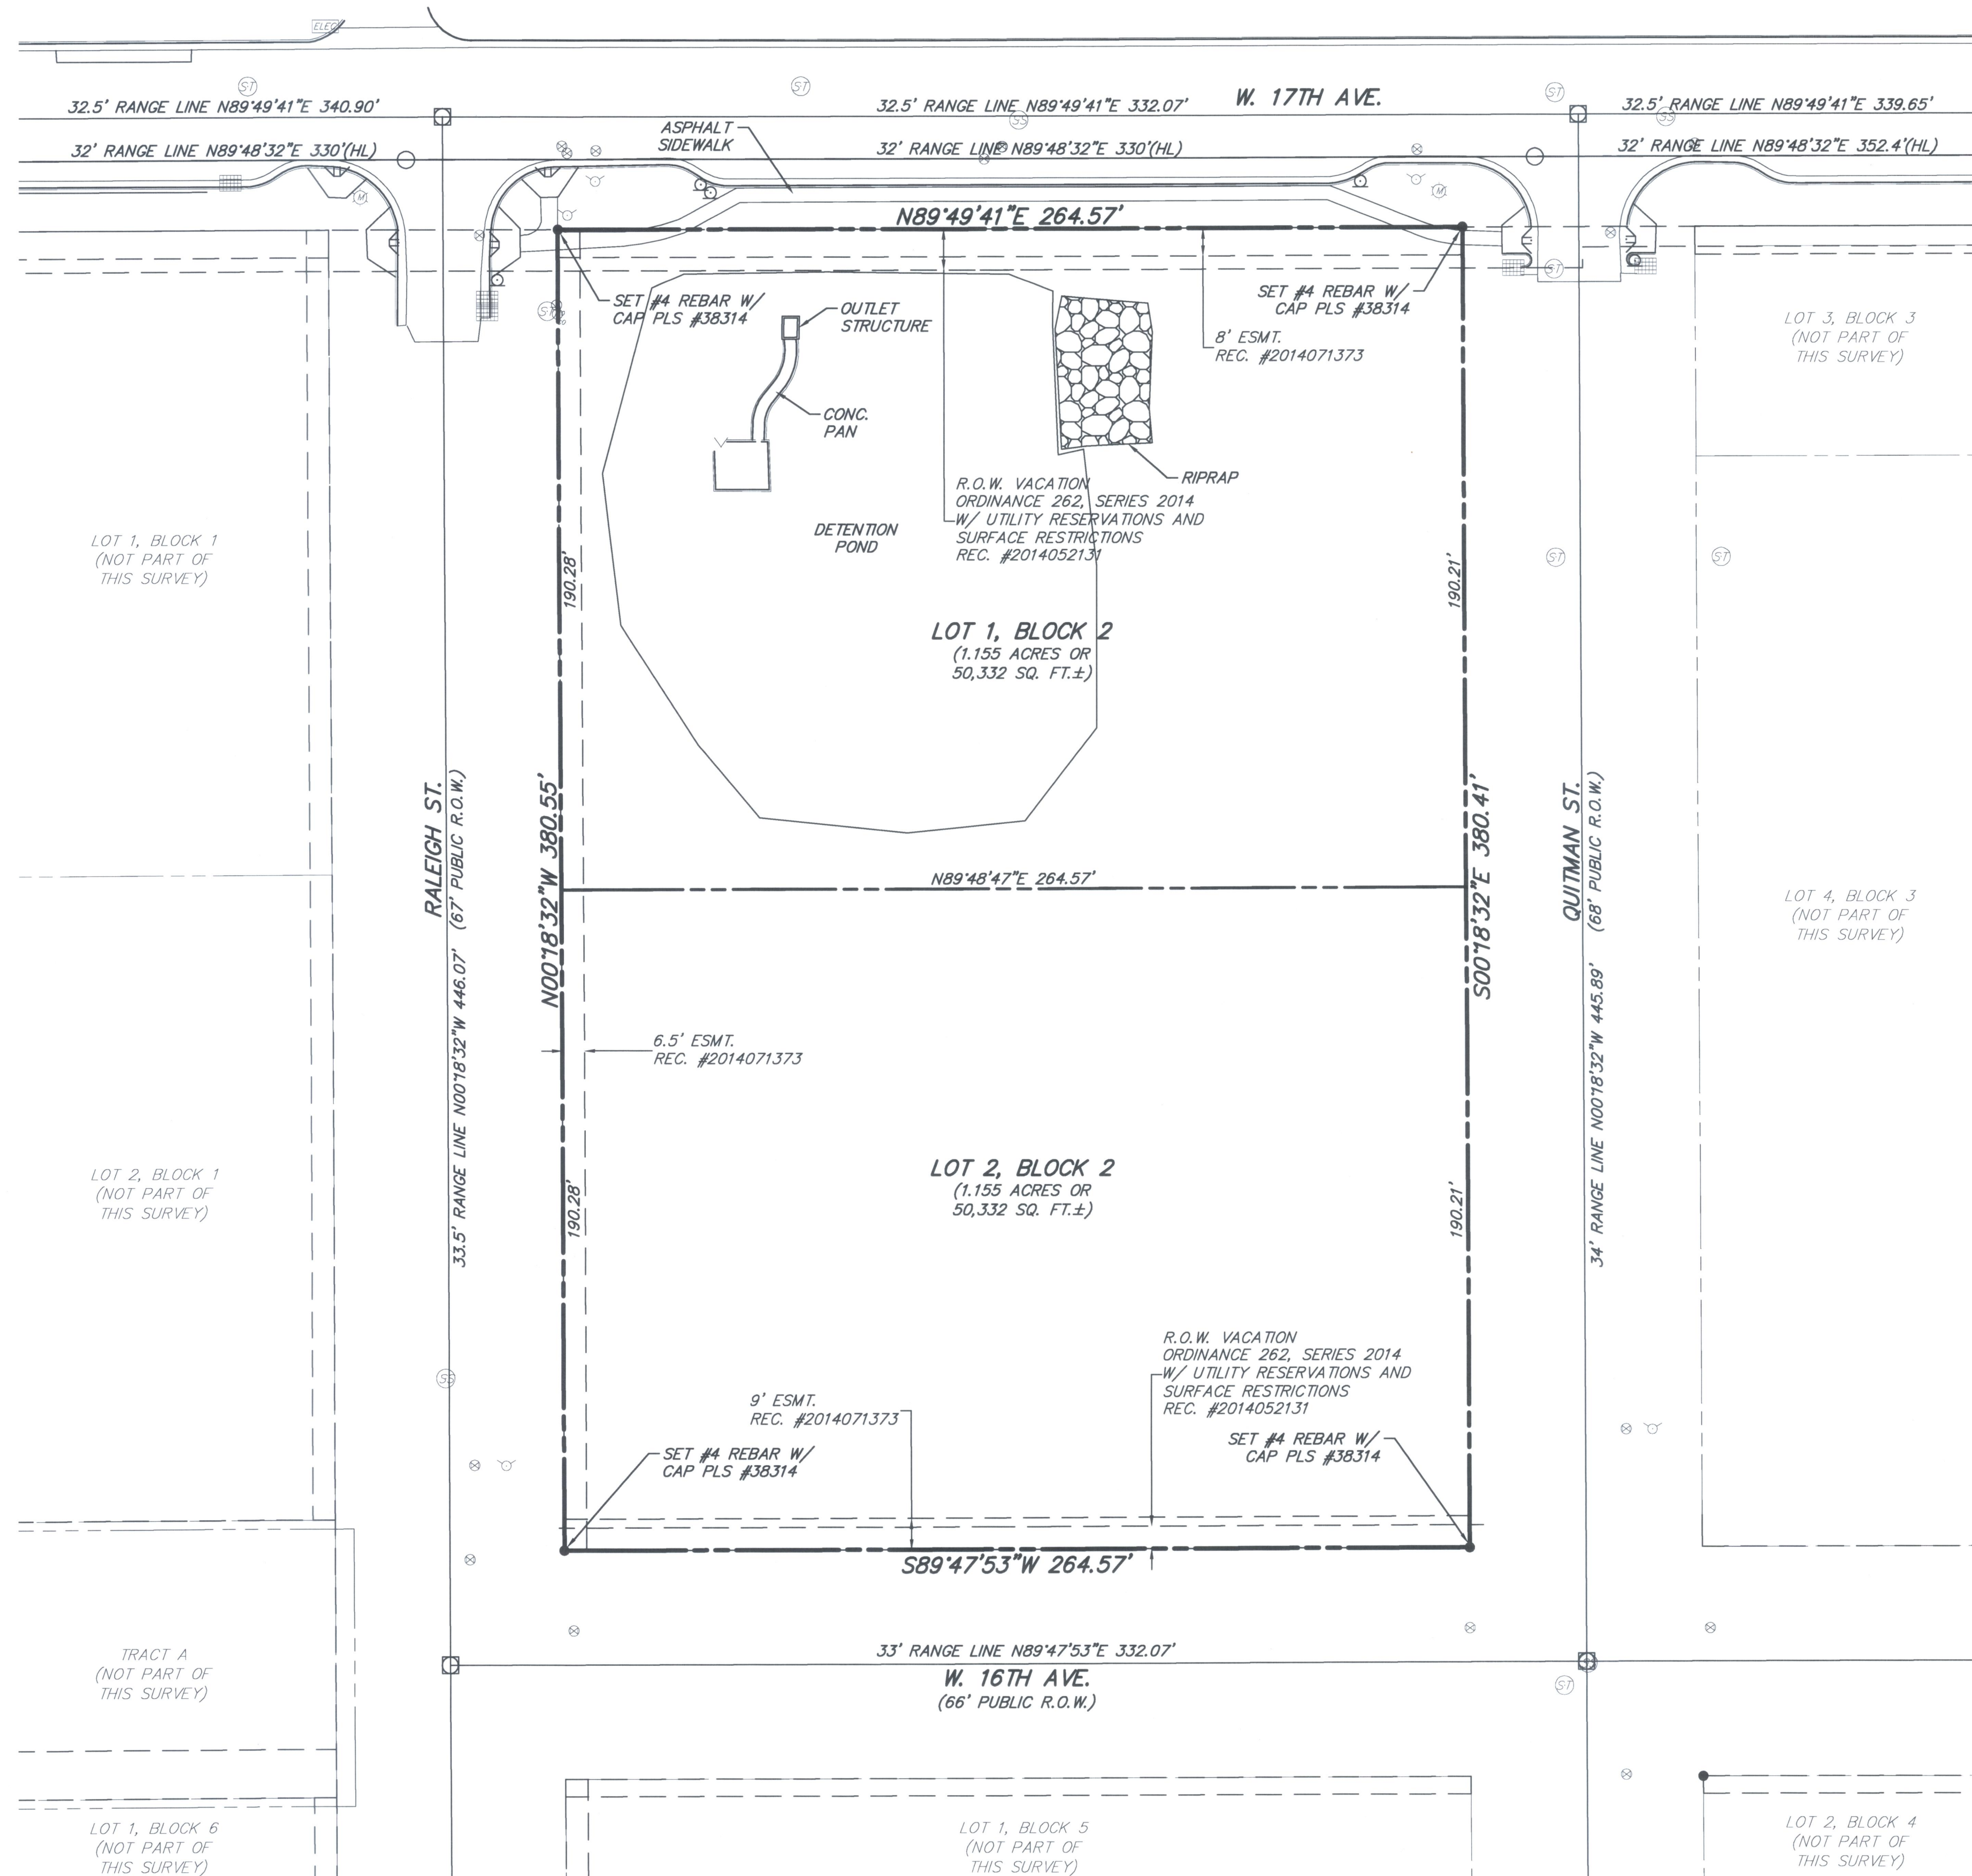 ELEC
ST
ST
ST
32.5' RANGE LINE N89°49'41"E 340.90'
32.5' RANGE LINE N89°49'41"E 332.07'
W. 17TH AVE.
32.5' RANGE LINE N89°49'41"E 339.65'
SS
SS
ASPHALT
SIDEWALK
32' RANGE LINE N89°48'32"E 330'(HL)
32' RANGE LINE N89°48'32"E 330'(HL)
32' RANGE LINE N89°48'32"E 352.4'(HL)
M
M
N89°49'41"E 264.57'
ST
ST
SET #4 REBAR W/
CAP PLS #38314
OUTLET
STRUCTURE
SET #4 REBAR W/
CAP PLS #38314
8' ESMT.
REC. #2014071373
LOT 3, BLOCK 3
(NOT PART OF
THIS SURVEY)
CONC.
PAN
RIPRAP
R.O.W. VACATION
ORDINANCE 262, SERIES 2014
W/ UTILITY RESERVATIONS AND
SURFACE RESTRICTIONS
REC. #2014052131
DETENTION
POND
LOT 1, BLOCK 1
(NOT PART OF
THIS SURVEY)
190.28'
190.21'
ST
ST
LOT 1, BLOCK 2
(1.155 ACRES OR
50,332 SQ. FT.±)
RALEIGH ST.
(67' PUBLIC R.O.W.)
33.5' RANGE LINE N00°18'32"W 446.07'
N00°18'32"W 380.55'
N89°48'47"E 264.57'
S00°18'32"E 380.41'
QUITMAN ST.
(68' PUBLIC R.O.W.)
34' RANGE LINE N00°18'32"W 445.89'
LOT 4, BLOCK 3
(NOT PART OF
THIS SURVEY)
6.5' ESMT.
REC. #2014071373
LOT 2, BLOCK 1
(NOT PART OF
THIS SURVEY)
LOT 2, BLOCK 2
(1.155 ACRES OR
50,332 SQ. FT.±)
190.28'
190.21'
SS
R.O.W. VACATION
ORDINANCE 262, SERIES 2014
W/ UTILITY RESERVATIONS AND
SURFACE RESTRICTIONS
REC. #2014052131
9' ESMT.
REC. #2014071373
SET #4 REBAR W/
CAP PLS #38314
SET #4 REBAR W/
CAP PLS #38314
S89°47'53"W 264.57'
TRACT A
(NOT PART OF
THIS SURVEY)
33' RANGE LINE N89°47'53"E 332.07'
W. 16TH AVE.
(66' PUBLIC R.O.W.)
ST
LOT 1, BLOCK 6
(NOT PART OF
THIS SURVEY)
LOT 1, BLOCK 5
(NOT PART OF
THIS SURVEY)
LOT 2, BLOCK 4
(NOT PART OF
THIS SURVEY)